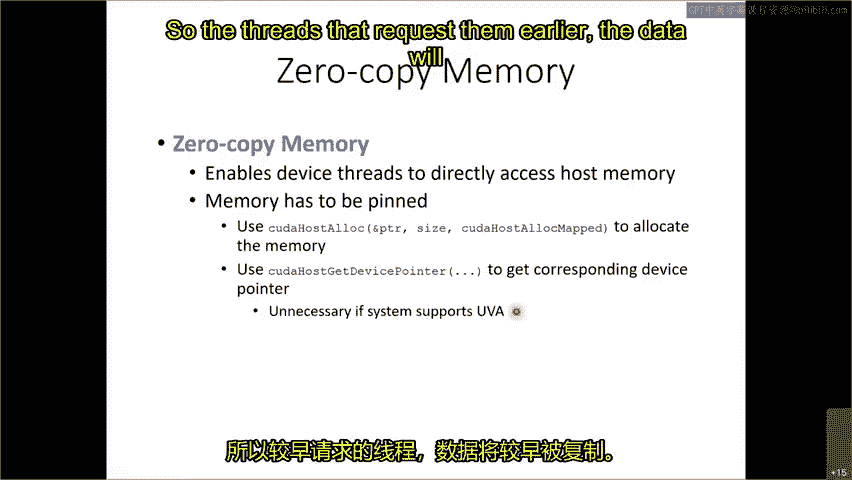 So the threads that request them earlier, the data
will
Zero-copy Memory
• Zero-copy Memory
• Enables device threads to directly access host memory
• Memory has to be pinned
• Use cudaHostAlloc(&ptr, size, cudaHostAllocMapped) to allocate
the memory
• Use cudaHostGetDevicePointer(...) to get corresponding device
pointer
• Unnecessary if system supports UVA
所以较早请求的线程，数据将较早被复制。
+15